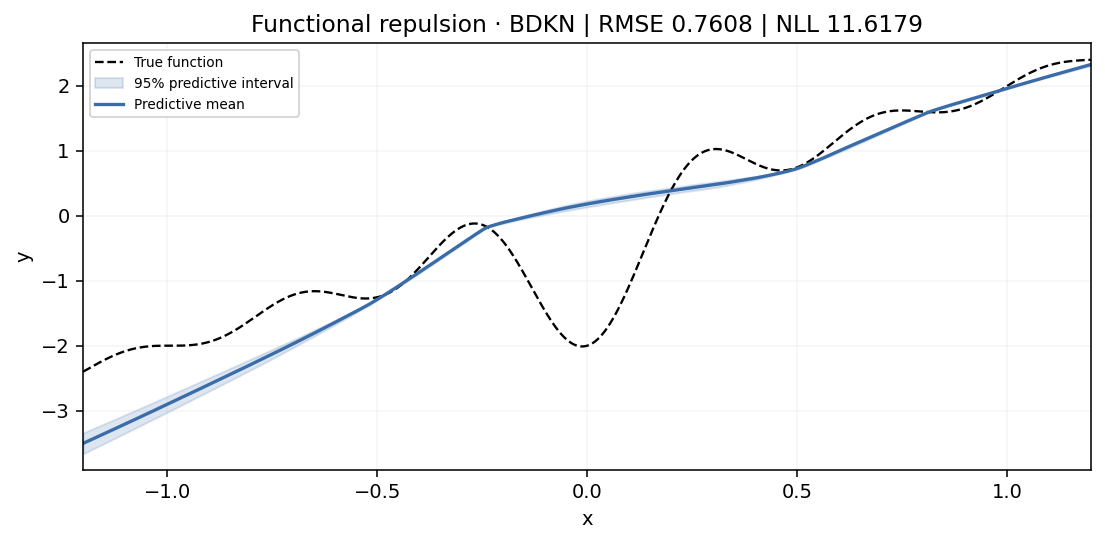 Functional repulsion · BDKN | RMSE 0.7608 | NLL 11.6179
True function
95% predictive interval
Predictive mean
y
2
1
0
−1
−2
−3
−1.0 −0.5 0.0 0.5 1.0
x